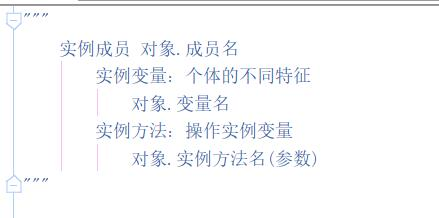 """
实例成员 对象.成员名
实例变量：个体的不同特征
对象.变量名
实例方法：操作实例变量
对象.实例方法名(参数)
"""